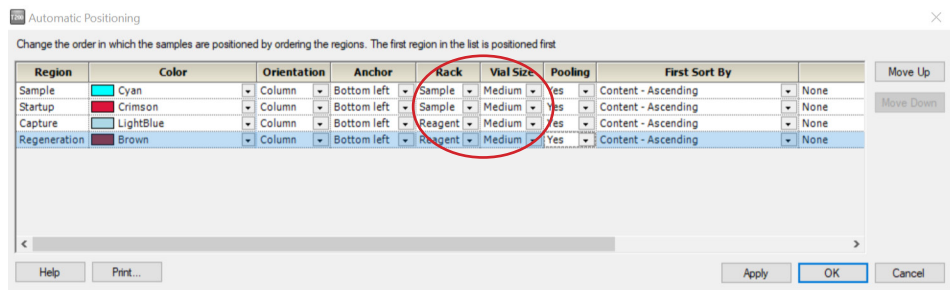 T200 Automatic Positioning
Change the order in which the samples are positioned by ordering the regions. The first region in the list is positioned first
Region Color Orientation Anchor Rack Vial Size Pooling First Sort By
Sample Cyan Column Bottom left Sample Medium Yes Content - Ascending None
Startup Crimson Column Bottom left Sample Medium Yes Content - Ascending None
Capture LightBlue Column Bottom left Reagent Medium Yes Content - Ascending None
Regeneration Brown Column Bottom left Reagent Medium Yes Content - Ascending None
Move Up
Move Down
Help Print... Apply OK Cancel